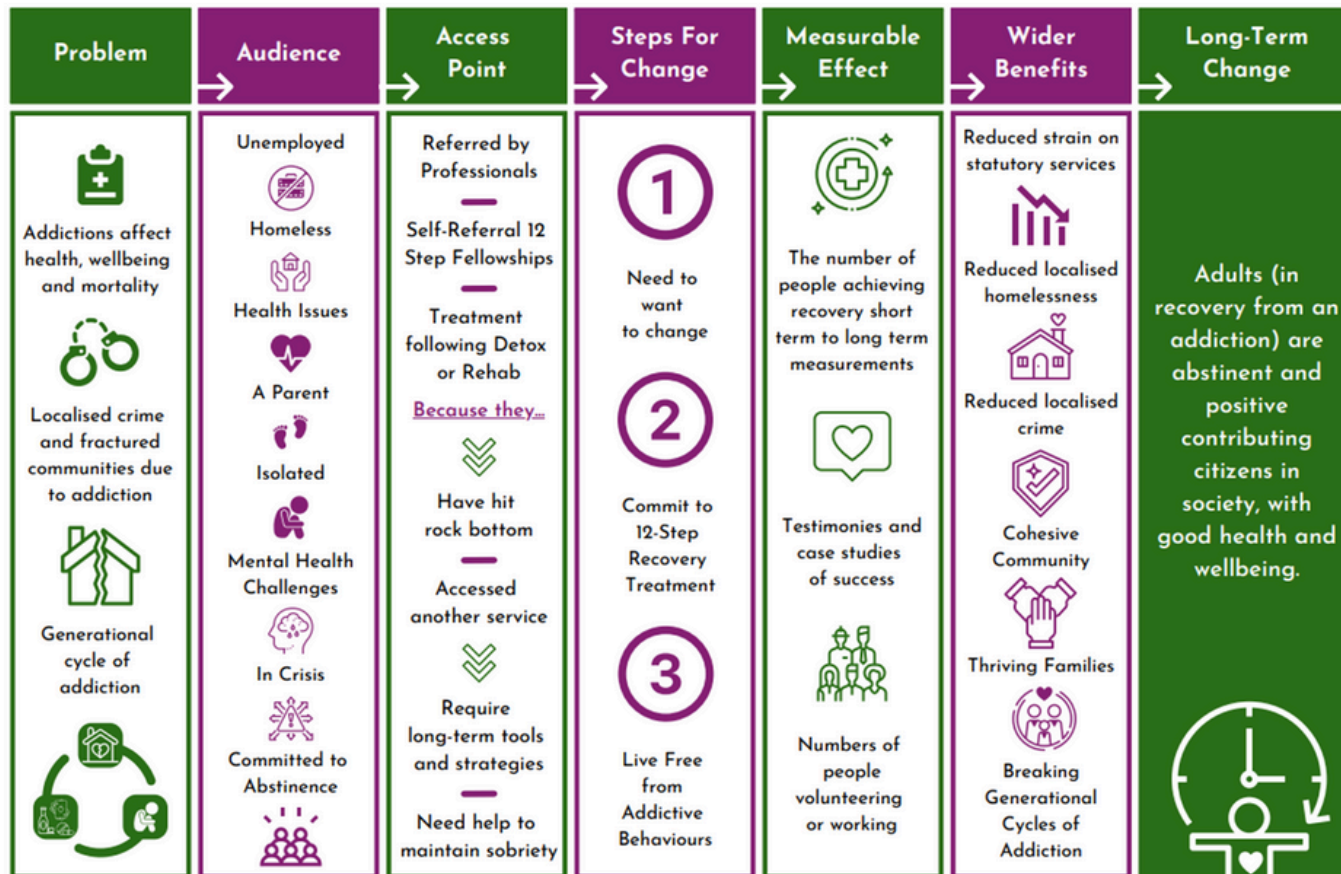 Problem
Addictions affect
health, wellbeing
and mortality
Localised crime
and fractured
communities due
to addiction
Generational
cycle of
addiction
Audience
Unemployed
Homeless
Health Issues
A Parent
Isolated
Mental Health
Challenges
In Crisis
Committed to
Abstinence
Access
Point
Referred by
Professionals
Self-Referral 12
Step Fellowships
Treatment
following Detox
or Rehab
Because they...
Have hit
rock bottom
Accessed
another service
Require
long-term tools
and strategies
Need help to
maintain sobriety
Steps For
Change
1
Need to
want
to change
2
Commit to
12-Step
Recovery
Treatment
3
Live Free
from
Addictive
Behaviours
Measurable
Effect
The number of
people achieving
recovery short
term to long term
measurements
Testimonies and
case studies
of success
Numbers of
people
volunteering
or working
Wider
Benefits
Reduced strain on
statutory services
Reduced localised
homelessness
Reduced localised
crime
Cohesive
Community
Thriving Families
Breaking
Generational
Cycles of
Addiction
Long-Term
Change
Adults (in
recovery from an
addiction) are
abstinent and
positive
contributing
citizens in
society, with
good health and
wellbeing.